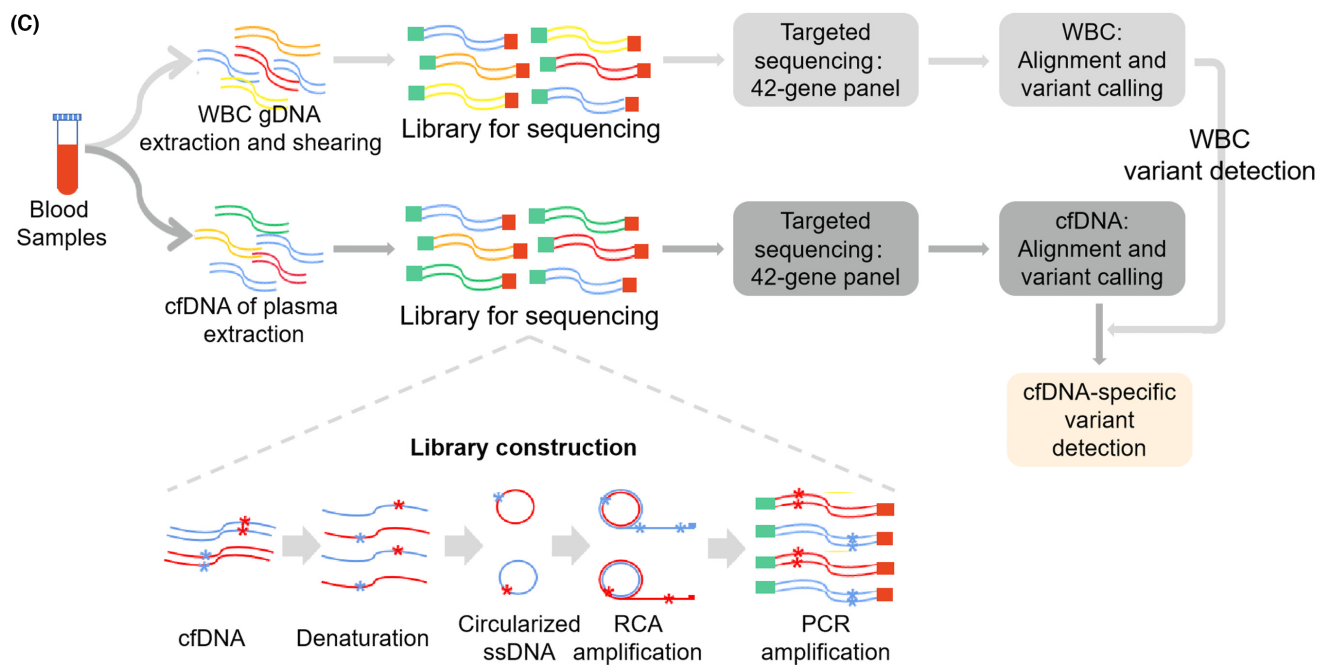 (C)
Blood
Samples
WBC gDNA
extraction and shearing
Library for sequencing
Targeted
sequencing:
42-gene panel
WBC:
Alignment and
variant calling
WBC
variant detection
cfDNA of plasma
extraction
Library for sequencing
Targeted
sequencing:
42-gene panel
cfDNA:
Alignment and
variant calling
cfDNA-specific
variant
detection
Library construction
cfDNA
Denaturation
Circularized
ssDNA
RCA
amplification
PCR
amplification